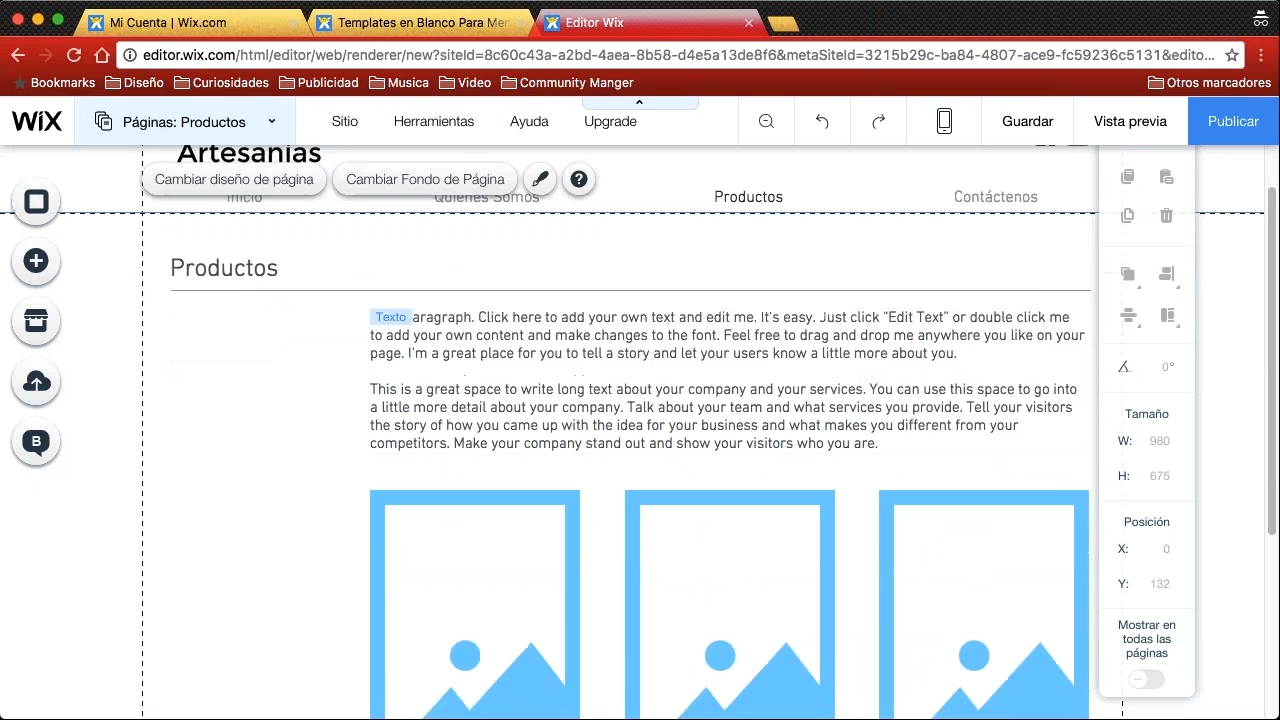 Mi Cuenta | Wix.com
Templates en Blanco Para Mer
Editor Wix
editor.wix.com/html/editor/web/renderer/new?siteId=8c60c43a-a2bd-4aea-8b58-d4e5a13de8f6&metaSiteId=3215b29c-ba84-4807-ace9-fc59236c5131&edito...
Bookmarks Diseño Curiosidades Publicidad Musica Video Community Manger Otros marcadores
WiX Páginas: Productos Sitio Herramientas Ayuda Upgrade Guardar Vista previa Publicar
Artesanías
Cambiar diseño de página Cambiar Fondo de Página ?
Inicio Quienes Somos Productos Contáctenos
Productos
Texto aragraph. Click here to add your own text and edit me. It's easy. Just click "Edit Text" or double click me
to add your own content and make changes to the font. Feel free to drag and drop me anywhere you like on your
page. I'm a great place for you to tell a story and let your users know a little more about you.
This is a great space to write long text about your company and your services. You can use this space to go into
a little more detail about your company. Talk about your team and what services you provide. Tell your visitors
the story of how you came up with the idea for your business and what makes you different from your
competitors. Make your company stand out and show your visitors who you are.
B
0°
Tamaño
W: 980
H: 675
Posición
X: 0
Y: 132
Mostrar en
todas las
páginas